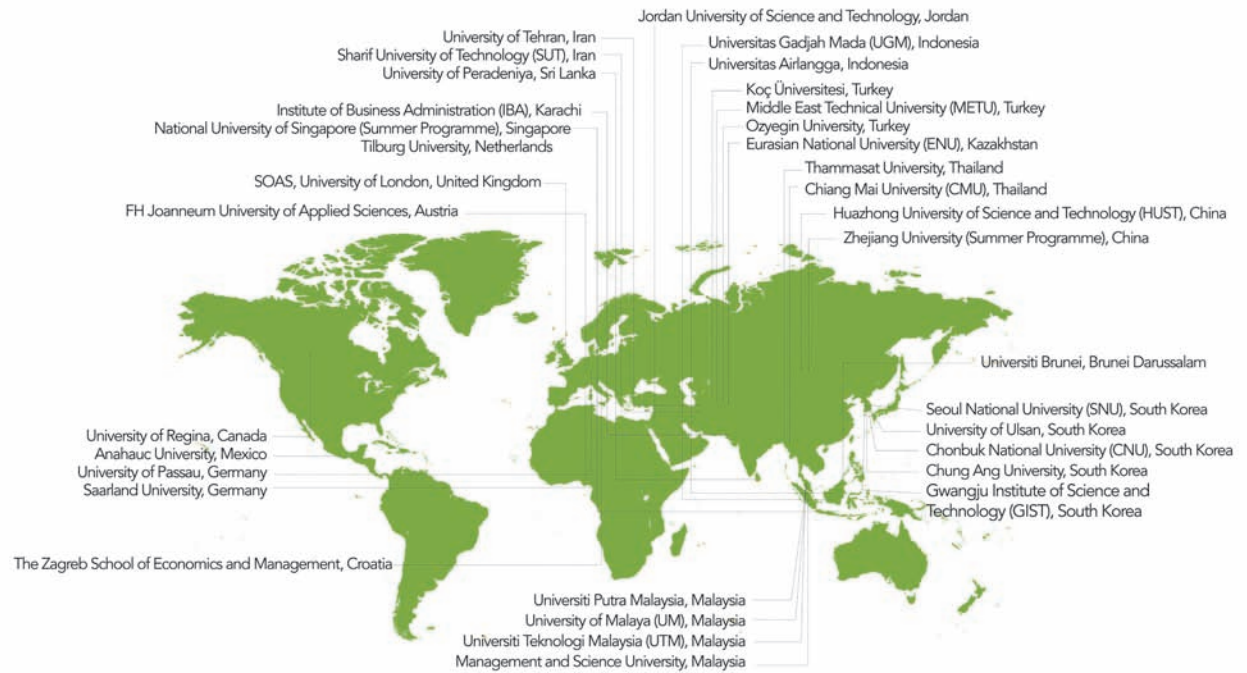 Jordan University of Science and Technology, Jordan
University of Tehran, Iran
Sharif University of Technology (SUT), Iran
University of Peradeniya, Sri Lanka
Universitas Gadjah Mada (UGM), Indonesia
Universitas Airlangga, Indonesia
Koç Üniversitesi, Turkey
Middle East Technical University (METU), Turkey
Ozyegin University, Turkey
Eurasian National University (ENU), Kazakhstan
Institute of Business Administration (IBA), Karachi
National University of Singapore (Summer Programme), Singapore
Tilburg University, Netherlands
Thammasat University, Thailand
Chiang Mai University (CMU), Thailand
SOAS, University of London, United Kingdom
FH Joanneum University of Applied Sciences, Austria
Huazhong University of Science and Technology (HUST), China
Zhejiang University (Summer Programme), China
Universiti Brunei, Brunei Darussalam
Seoul National University (SNU), South Korea
University of Ulsan, South Korea
Chonbuk National University (CNU), South Korea
Chung Ang University, South Korea
Gwangju Institute of Science and
Technology (GIST), South Korea
University of Regina, Canada
Anahauc University, Mexico
University of Passau, Germany
Saarland University, Germany
The Zagreb School of Economics and Management, Croatia
Universiti Putra Malaysia, Malaysia
University of Malaya (UM), Malaysia
Universiti Teknologi Malaysia (UTM), Malaysia
Management and Science University, Malaysia